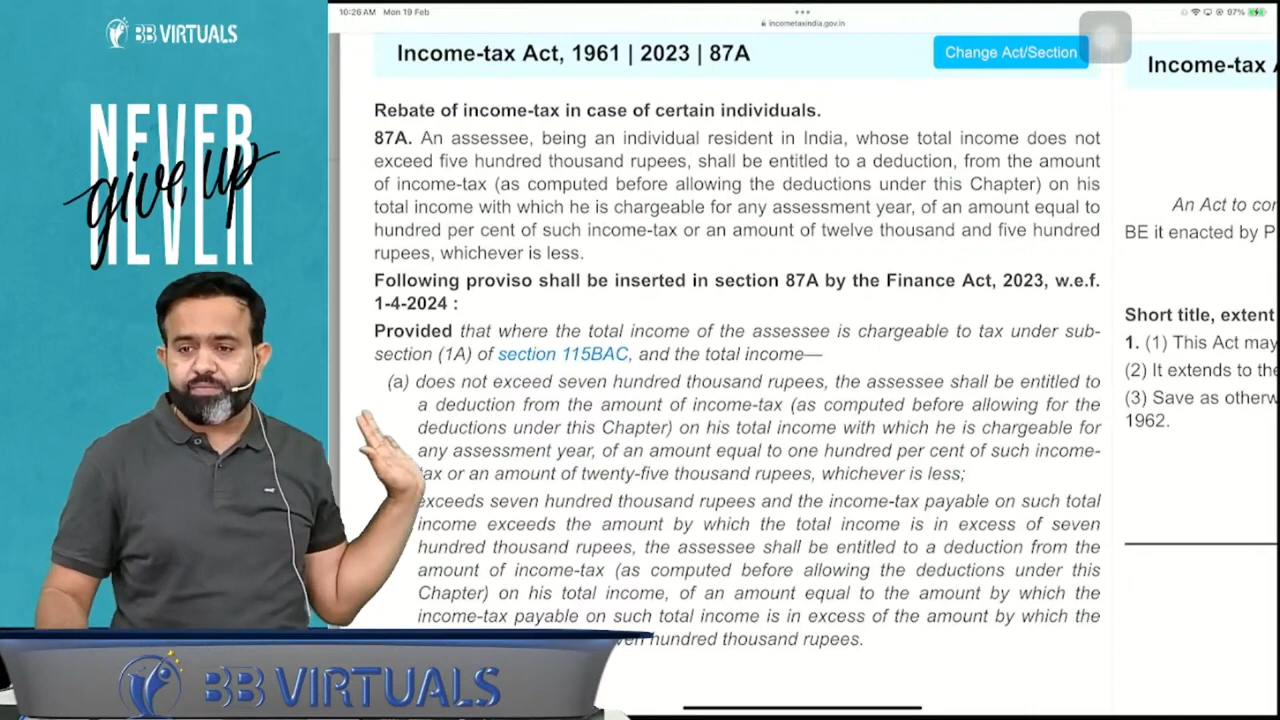 BB VIRTUALS
NEVER
give up
NEVER
10:26 AM Mon 19 Feb
incometaxindia.gov.in
97%
Income-tax Act, 1961 | 2023 | 87A
Change Act/Section
Rebate of income-tax in case of certain individuals.
87A. An assessee, being an individual resident in India, whose total income does not
exceed five hundred thousand rupees, shall be entitled to a deduction, from the amount
of income-tax (as computed before allowing the deductions under this Chapter) on his
total income with which he is chargeable for any assessment year, of an amount equal to
hundred per cent of such income-tax or an amount of twelve thousand and five hundred
rupees, whichever is less.
Following proviso shall be inserted in section 87A by the Finance Act, 2023, w.e.f.
1-4-2024 :
Provided that where the total income of the assessee is chargeable to tax under sub-
section (1A) of section 115BAC, and the total income—
(a) does not exceed seven hundred thousand rupees, the assessee shall be entitled to
a deduction from the amount of income-tax (as computed before allowing for the
deductions under this Chapter) on his total income with which he is chargeable for
any assessment year, of an amount equal to one hundred per cent of such income-
tax or an amount of twenty-five thousand rupees, whichever is less;
exceeds seven hundred thousand rupees and the income-tax payable on such total
income exceeds the amount by which the total income is in excess of seven
hundred thousand rupees, the assessee shall be entitled to a deduction from the
amount of income-tax (as computed before allowing the deductions under this
Chapter) on his total income, of an amount equal to the amount by which the
income-tax payable on such total income is in excess of the amount by which the
hundred thousand rupees.
Income-tax
An Act to
BE it enacted by
Short title, extent
1. (1) This Act may
(2) It extends to the
(3) Save as
1962.
BB VIRTUALS